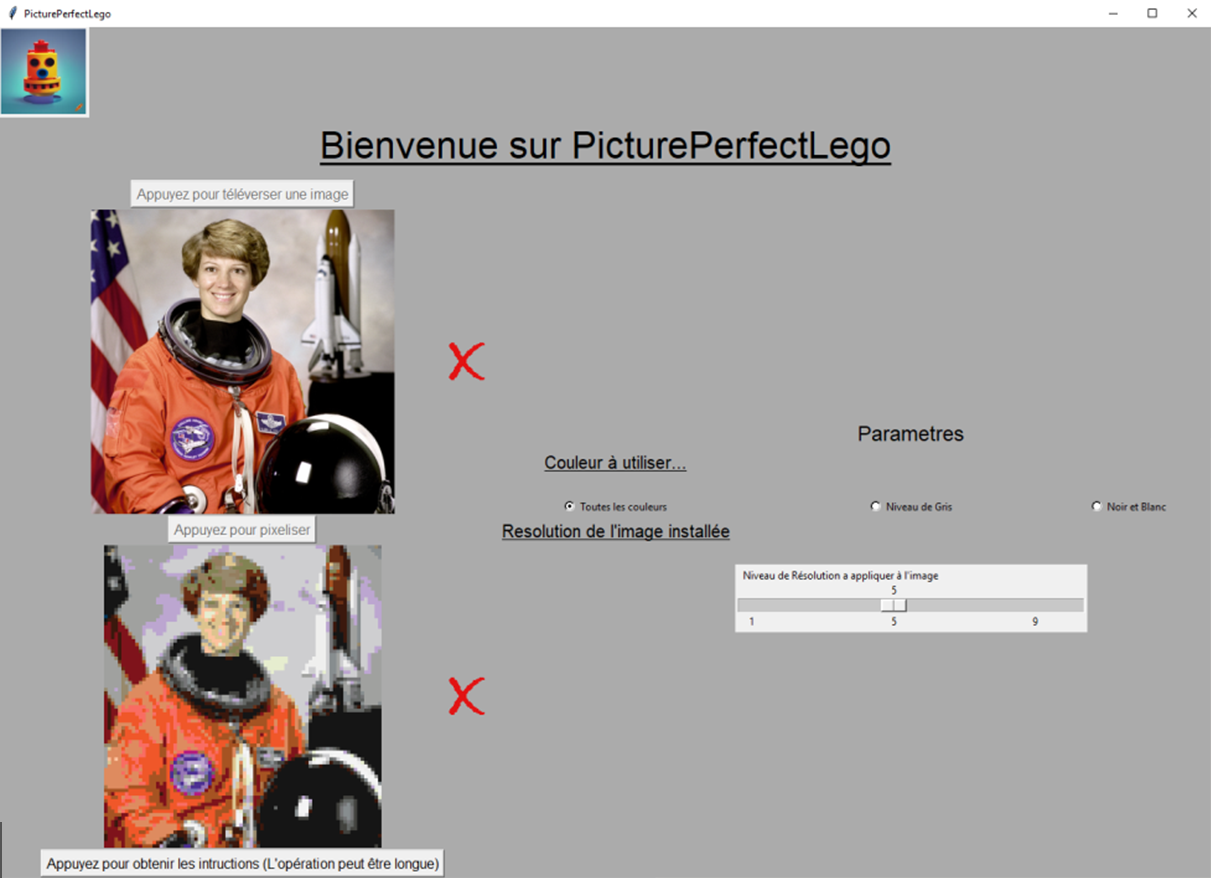 PicturePerfectLego
Bienvenue sur PicturePerfectLego
Appuyez pour téléverser une image
Parametres
Couleur à utiliser...
Toutes les couleurs
Niveau de Gris
Noir et Blanc
Appuyez pour pixeliser
Resolution de l'image installée
Niveau de Résolution a appliquer à l'image
5
1 5 9
Appuyez pour obtenir les intructions (L'opération peut être longue)